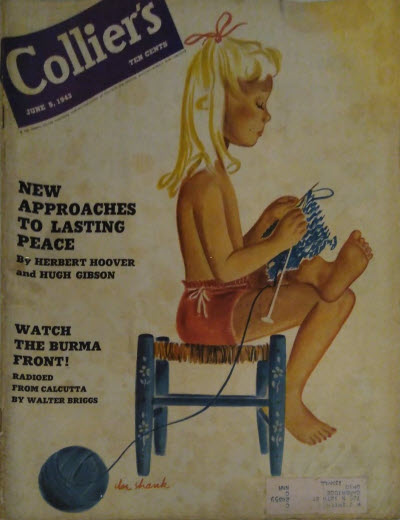 Collier's
TEN CENTS
JUNE 5, 1943
NEW
APPROACHES
TO LASTING
PEACE
By HERBERT HOOVER
and HUGH GIBSON
WATCH
THE BURMA
FRONT!
RADIOED
FROM CALCUTTA
BY WALTER BRIGGS